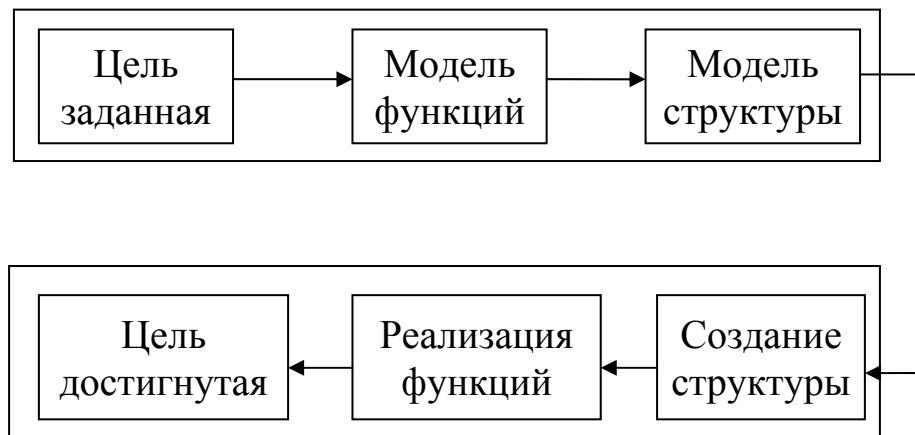 Цель
заданная
Модель
функций
Модель
структуры
Цель
достигнутая
Реализация
функций
Создание
структуры